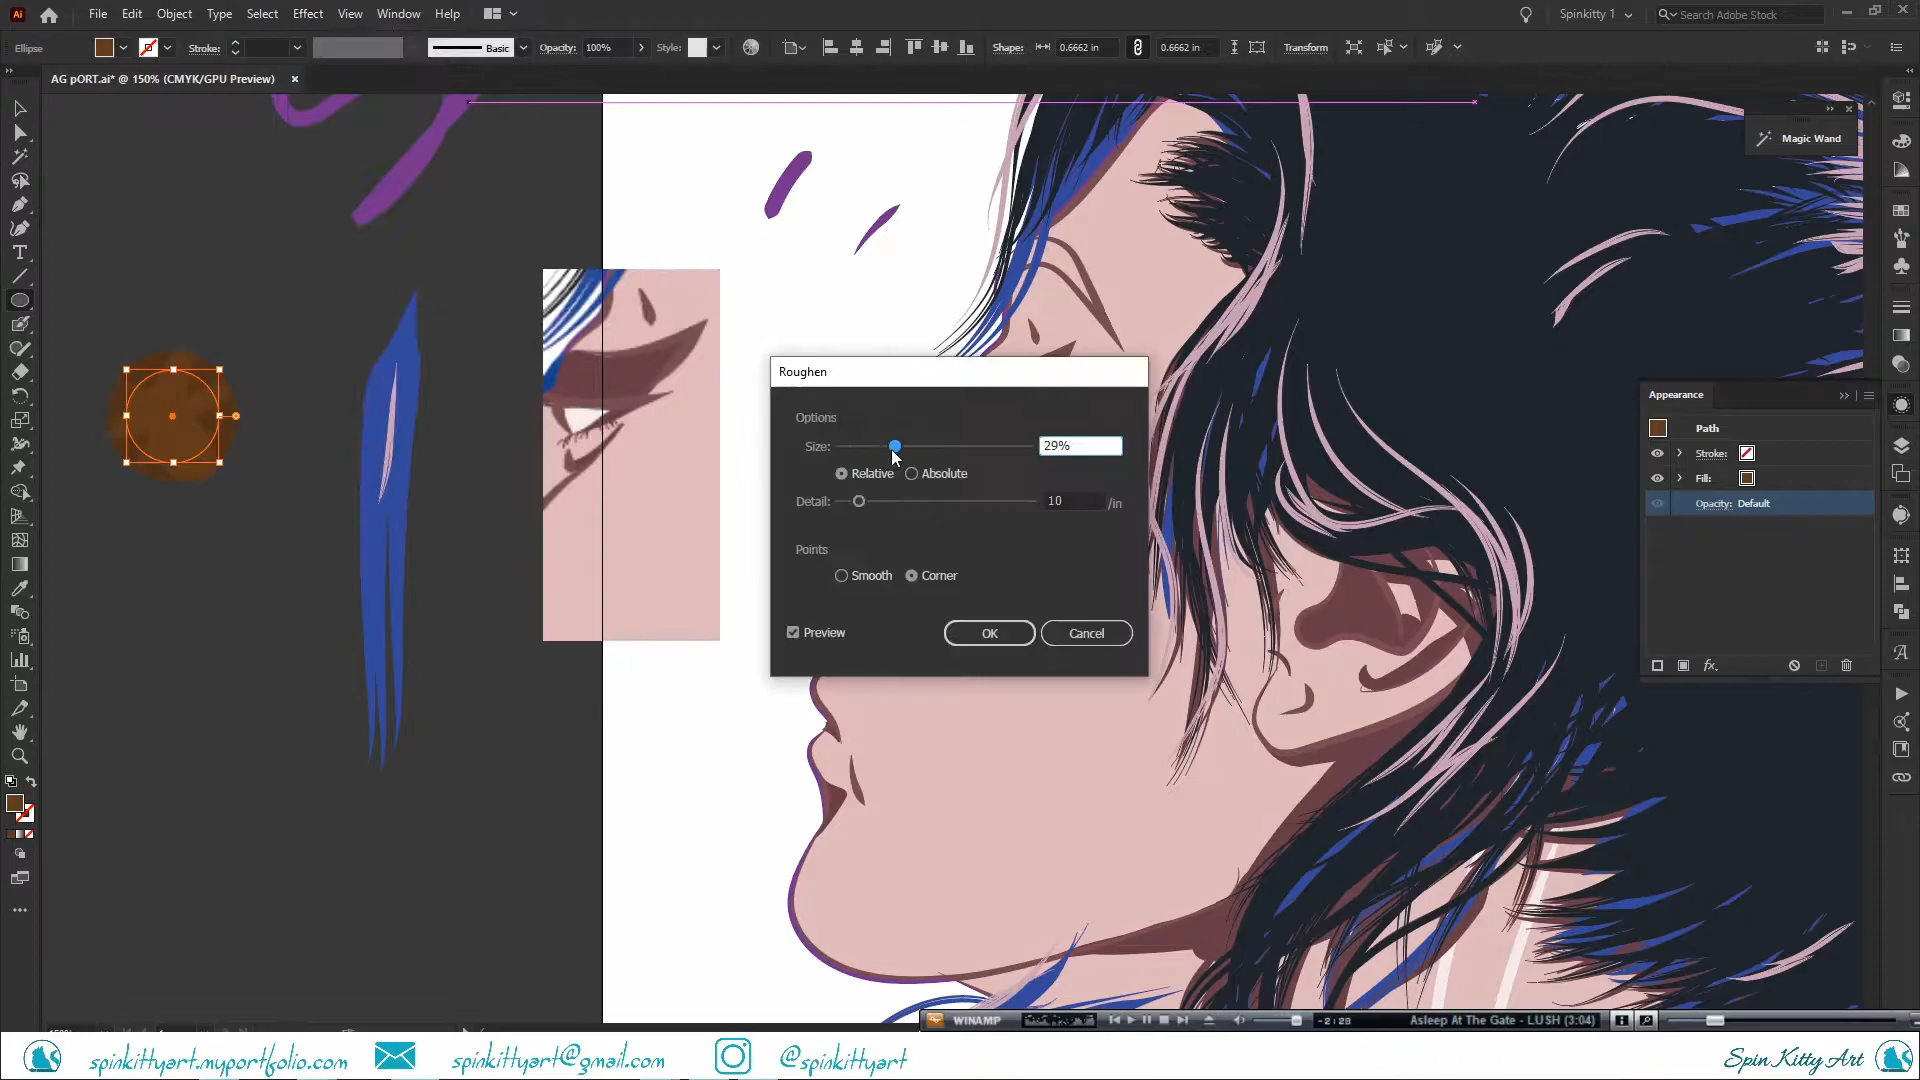 Ai File Edit Object Type Select Effect View Window Help Spinkitty 1 Search Adobe Stock
Ellipse Stroke: Basic Opacity: 100% Style: Shape: 0.6662 in 0.6662 in Transform
AG pORT.ai* @ 150% (CMYK/GPU Preview)
Magic Wand
Roughen
Options
Size: 29%
Relative Absolute
Detail: 10 /in
Points
Smooth Corner
Preview OK Cancel
Appearance
Path
Stroke:
Fill:
Opacity: Default
fx
WINAMP -2:28 Asleep At The Gate - LUSH (3:04)
spinkittyart.myportfolio.com spinkittyart@gmail.com @spinkittyart Spin Kitty Art